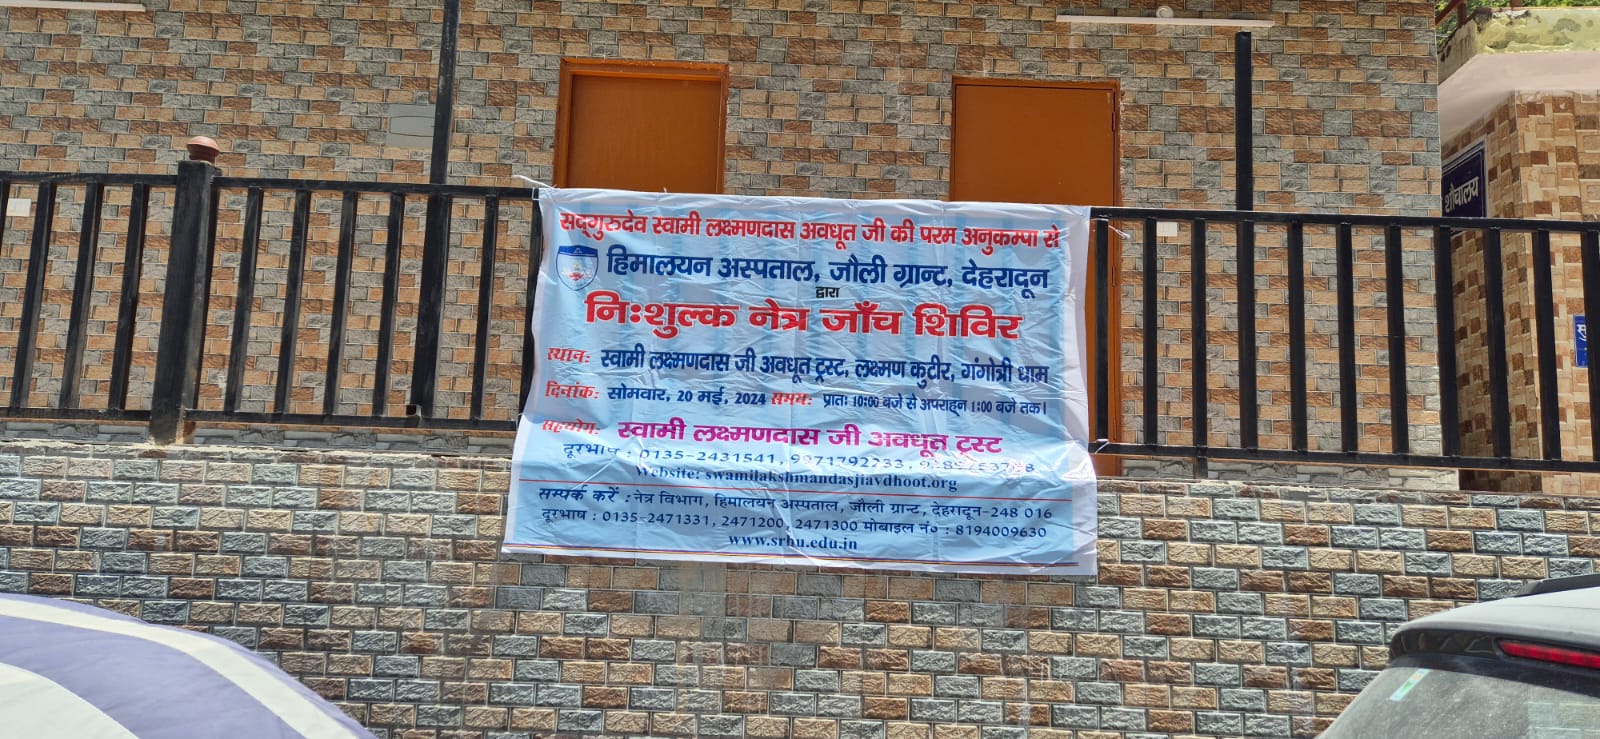 सद्गुरुदेव स्वामी लक्ष्मणदास अवधूत जी की परम अनुकम्पा से
हिमालयन अस्पताल, जौली ग्रान्ट, देहरादून
द्वारा
निःशुल्क नेत्र जाँच शिविर
स्थानः स्वामी लक्ष्मणदास जी अवधूत ट्रस्ट, लक्ष्मण कुटीर, गंगोत्री धाम
दिनांकः सोमवार, 20 मई, 2024 समयः प्रातः 10:00 बजे से अपराह्न 1:00 बजे तक।
सहयोगः स्वामी लक्ष्मणदास जी अवधूत ट्रस्ट
दूरभाष : 0135-2431541,
Website: swamilakshmandasjiavdhoot.org
सम्पर्क करें : नेत्र विभाग, हिमालयन अस्पताल, जौली ग्रान्ट, देहरादून-248 016
दूरभाष : 0135-2471331, 2471200, 2471300 मोबाइल नं० : 8194009630
www.srhu.edu.in
शौचालय